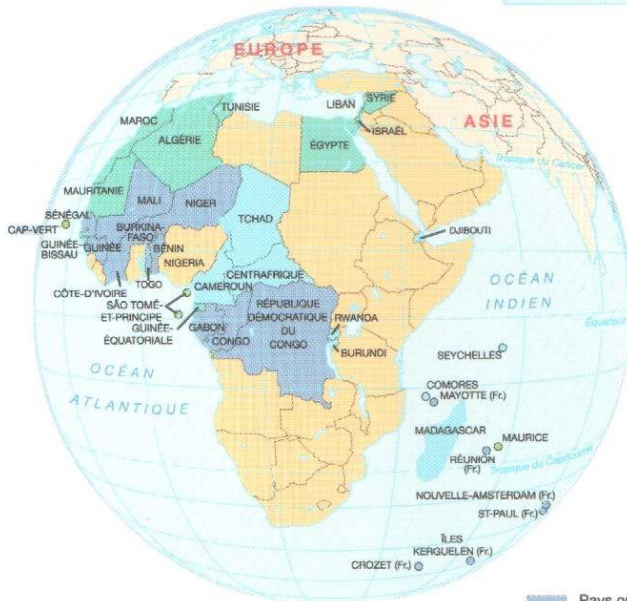 EUROPE
ASIE
TUNISIE
LIBAN
SYRIE
MAROC
ISRAËL
ALGÉRIE
ÉGYPTE
Tropique du Cancer
MAURITANIE
MALI
NIGER
TCHAD
SÉNÉGAL
CAP-VERT
BURKINA-
FASO
DJIBOUTI
GUINÉE-
BISSAU
GUINÉE
BÉNIN
NIGERIA
CENTRAFRIQUE
TOGO
CÔTE-D'IVOIRE
CAMEROUN
SÃO TOMÉ-
ET-PRINCIPE
GUINÉE-
ÉQUATORIALE
GABON
CONGO
RÉPUBLIQUE
DÉMOCRATIQUE
DU
CONGO
RWANDA
BURUNDI
OCÉAN
INDIEN
Équateur
SEYCHELLES
OCÉAN
ATLANTIQUE
COMORES
MAYOTTE (Fr.)
MADAGASCAR
MAURICE
RÉUNION
(Fr.)
Tropique du Capricorne
NOUVELLE-AMSTERDAM (Fr.)
ST-PAUL (Fr.)
ÎLES
KERGUELEN (Fr.)
CROZET (Fr.)
Pays